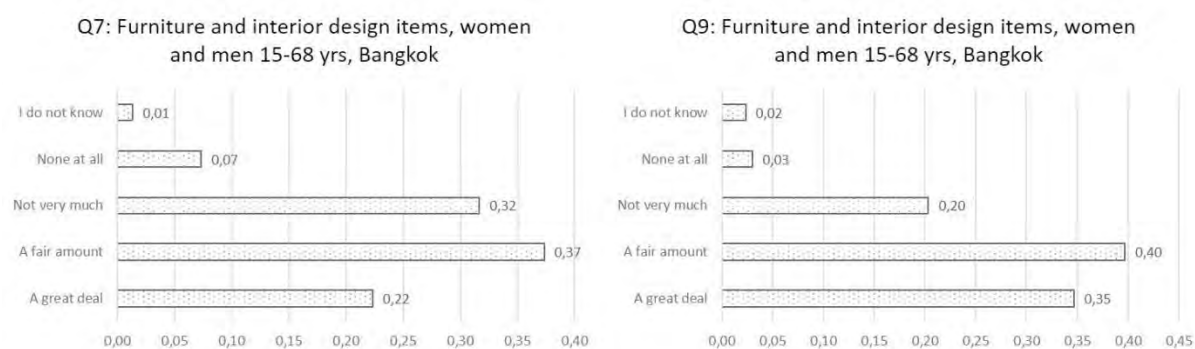 Q7: Furniture and interior design items, women
and men 15-68 yrs, Bangkok
I do not know
0,01
None at all
0,07
Not very much
0,32
A fair amount
0,37
A great deal
0,22
0,00 0,05 0,10 0,15 0,20 0,25 0,30 0,35 0,40
Q9: Furniture and interior design items, women
and men 15-68 yrs, Bangkok
I do not know
0,02
None at all
0,03
Not very much
0,20
A fair amount
0,40
A great deal
0,35
0,00 0,05 0,10 0,15 0,20 0,25 0,30 0,35 0,40 0,45